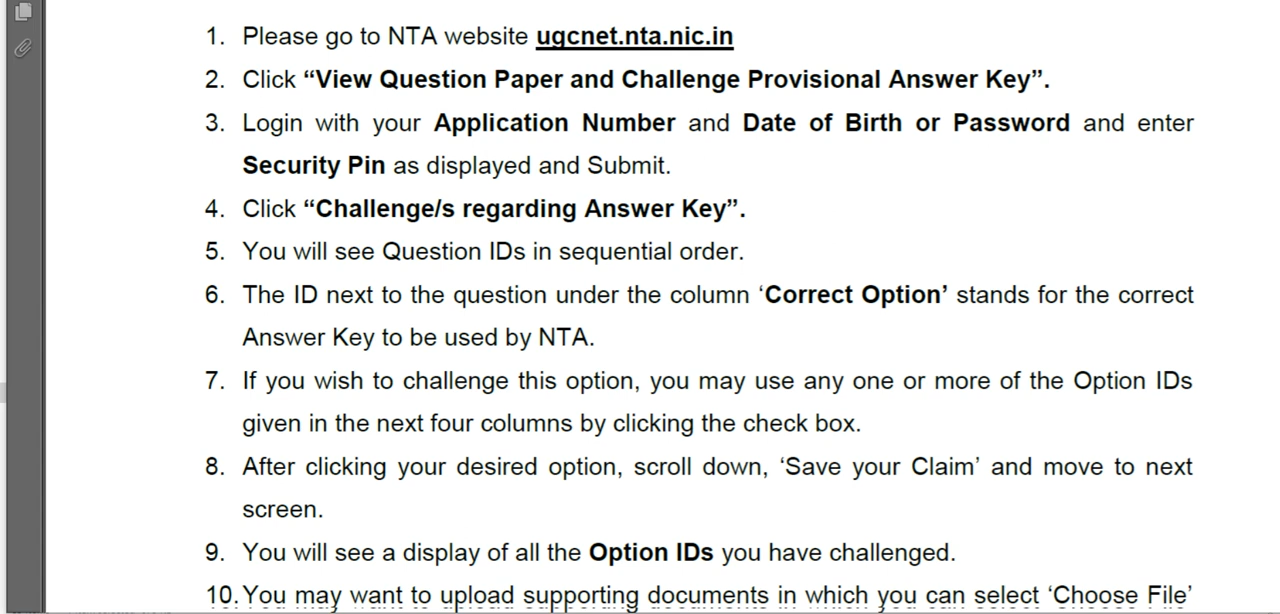 1. Please go to NTA website ugcnet.nta.nic.in
2. Click “View Question Paper and Challenge Provisional Answer Key”.
3. Login with your Application Number and Date of Birth or Password and enter
Security Pin as displayed and Submit.
4. Click “Challenge/s regarding Answer Key”.
5. You will see Question IDs in sequential order.
6. The ID next to the question under the column ‘Correct Option’ stands for the correct
Answer Key to be used by NTA.
7. If you wish to challenge this option, you may use any one or more of the Option IDs
given in the next four columns by clicking the check box.
8. After clicking your desired option, scroll down, ‘Save your Claim’ and move to next
screen.
9. You will see a display of all the Option IDs you have challenged.
10. You may want to upload supporting documents in which you can select ‘Choose File’